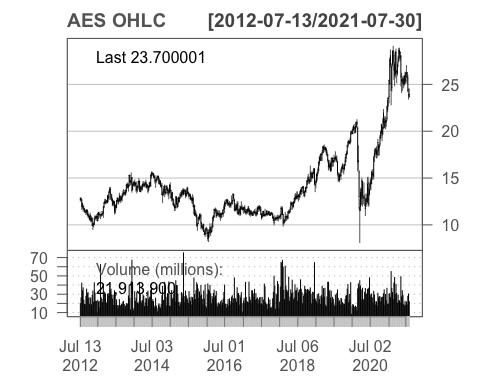 AES OHLC [2012-07-13/2021-07-30]
Last 23.700001
25
20
15
10
Volume (millions):
21,913,900
70
50
30
10
Jul 13 Jul 03 Jul 01 Jul 06 Jul 02
2012 2014 2016 2018 2020